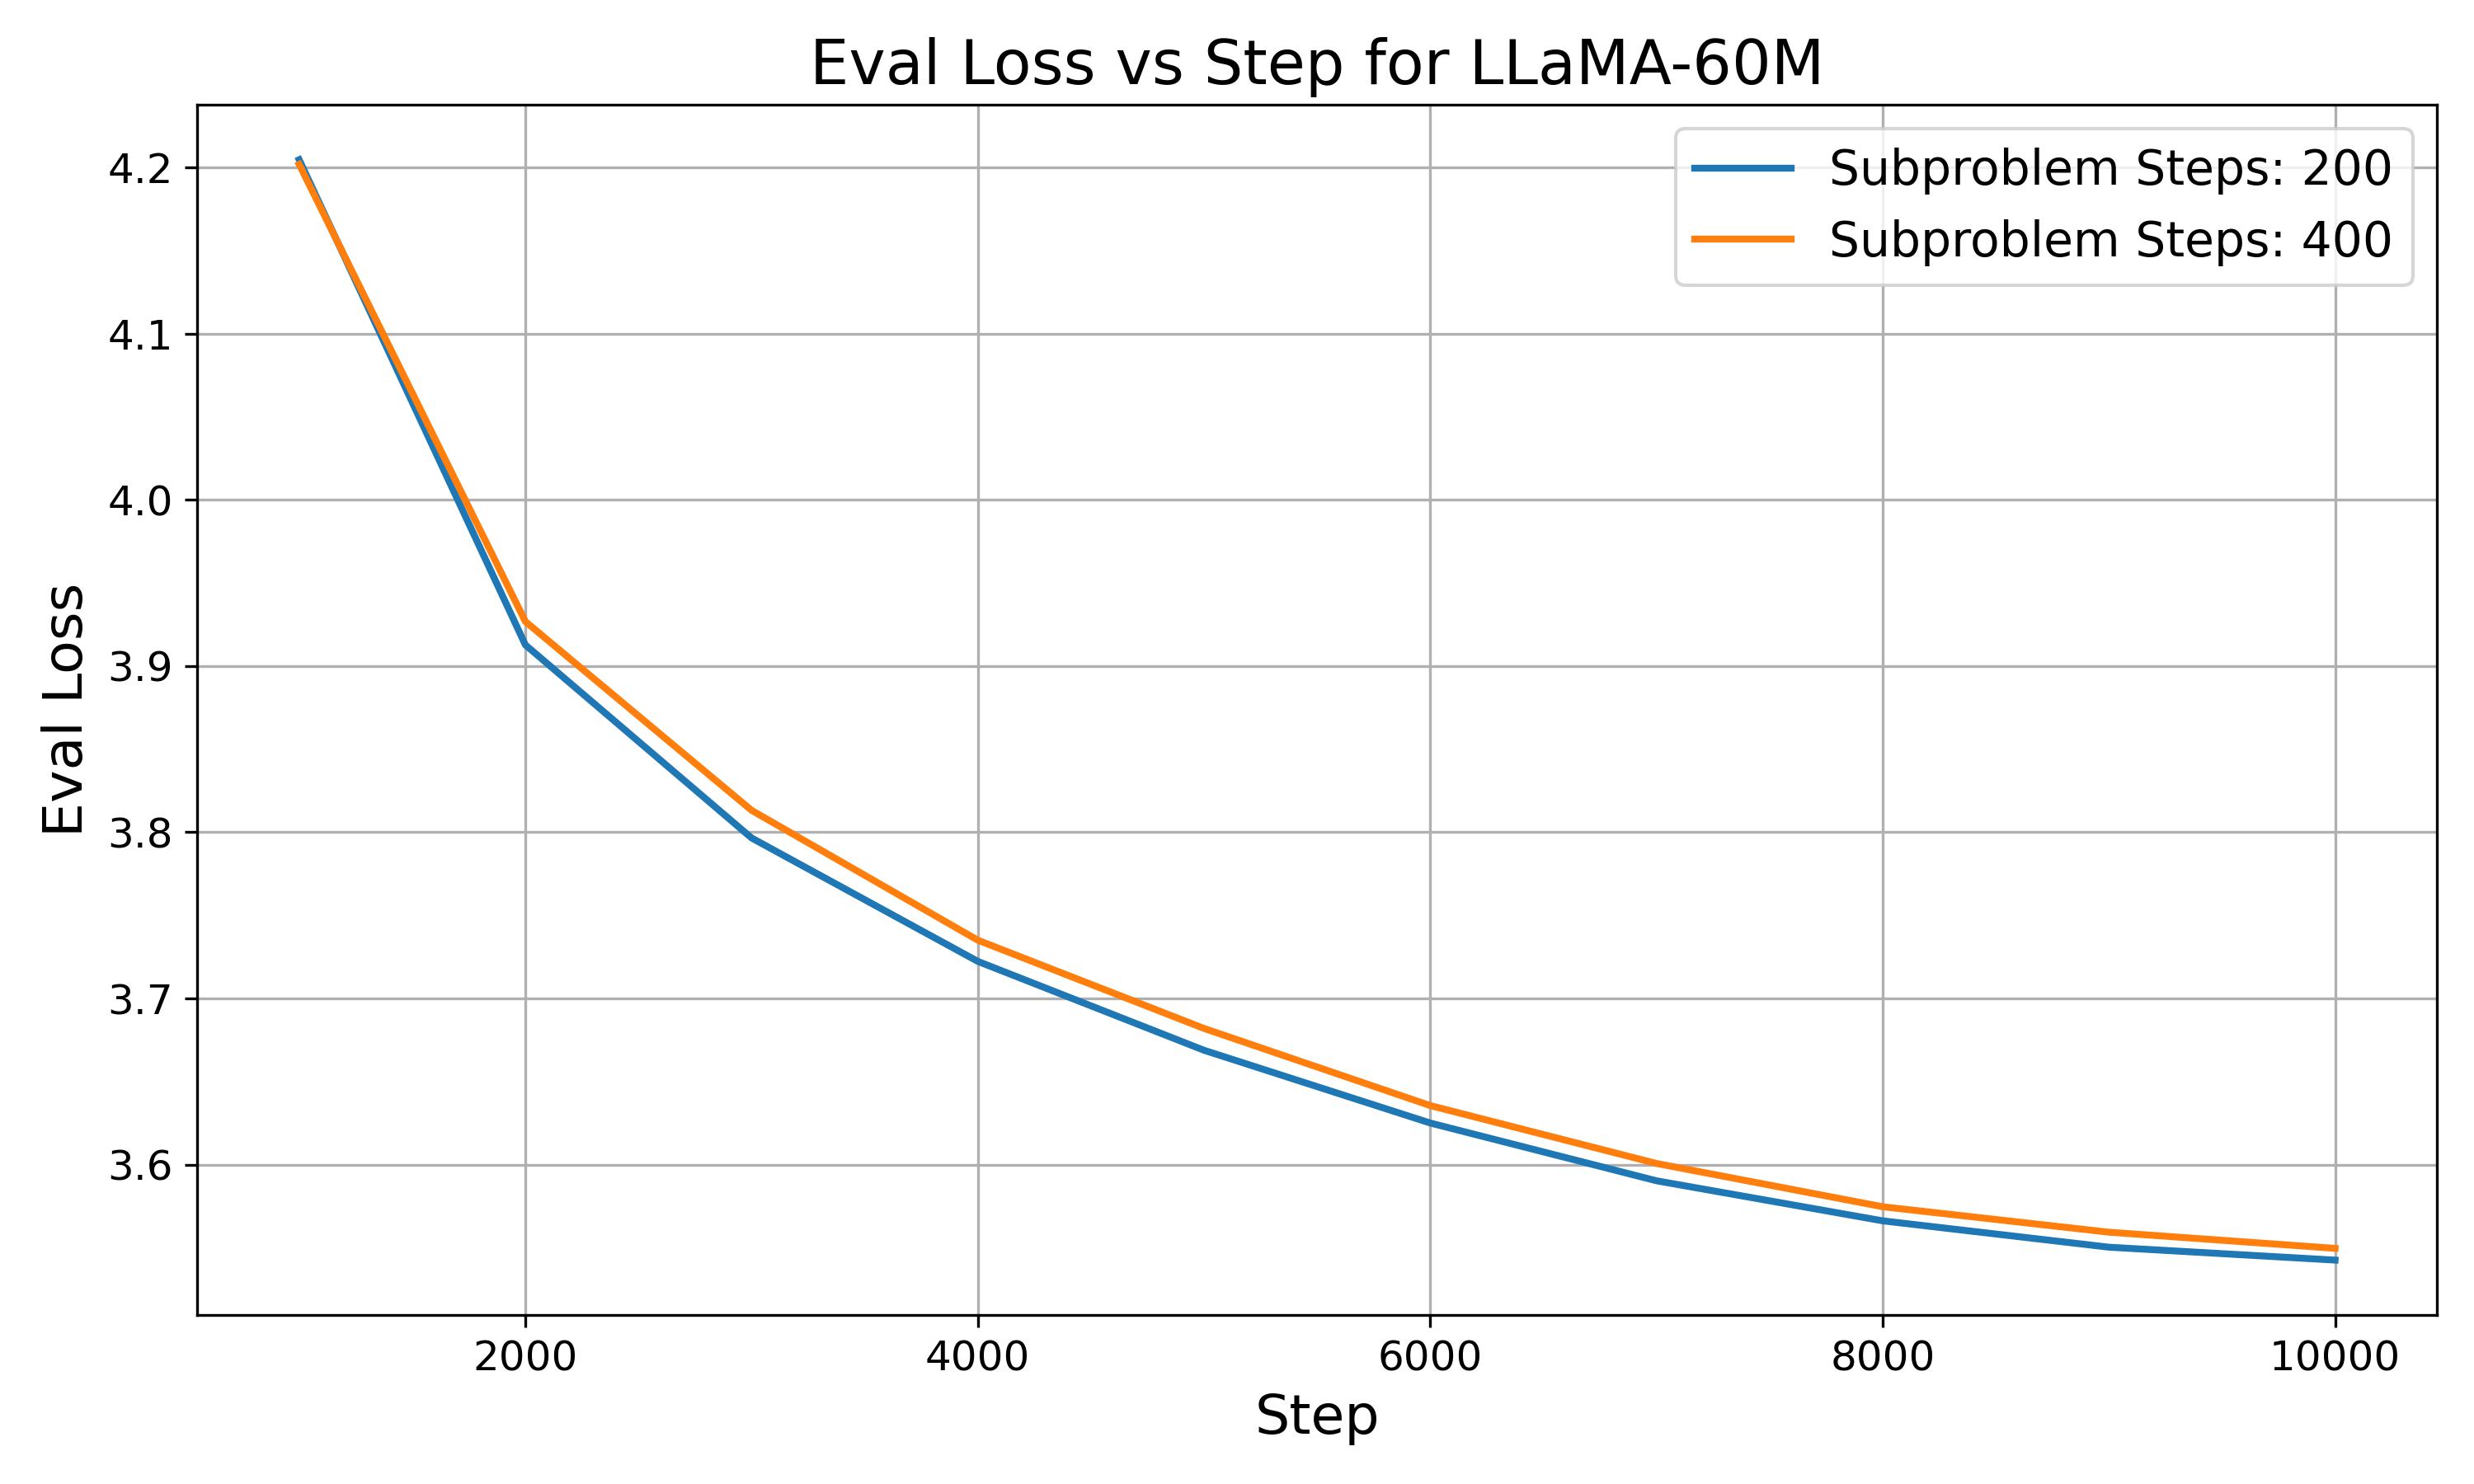 Eval Loss vs Step for LLaMA-60M
Subproblem Steps: 200
Subproblem Steps: 400
Eval Loss
4.2
4.1
4.0
3.9
3.8
3.7
3.6
2000 4000 6000 8000 10000
Step